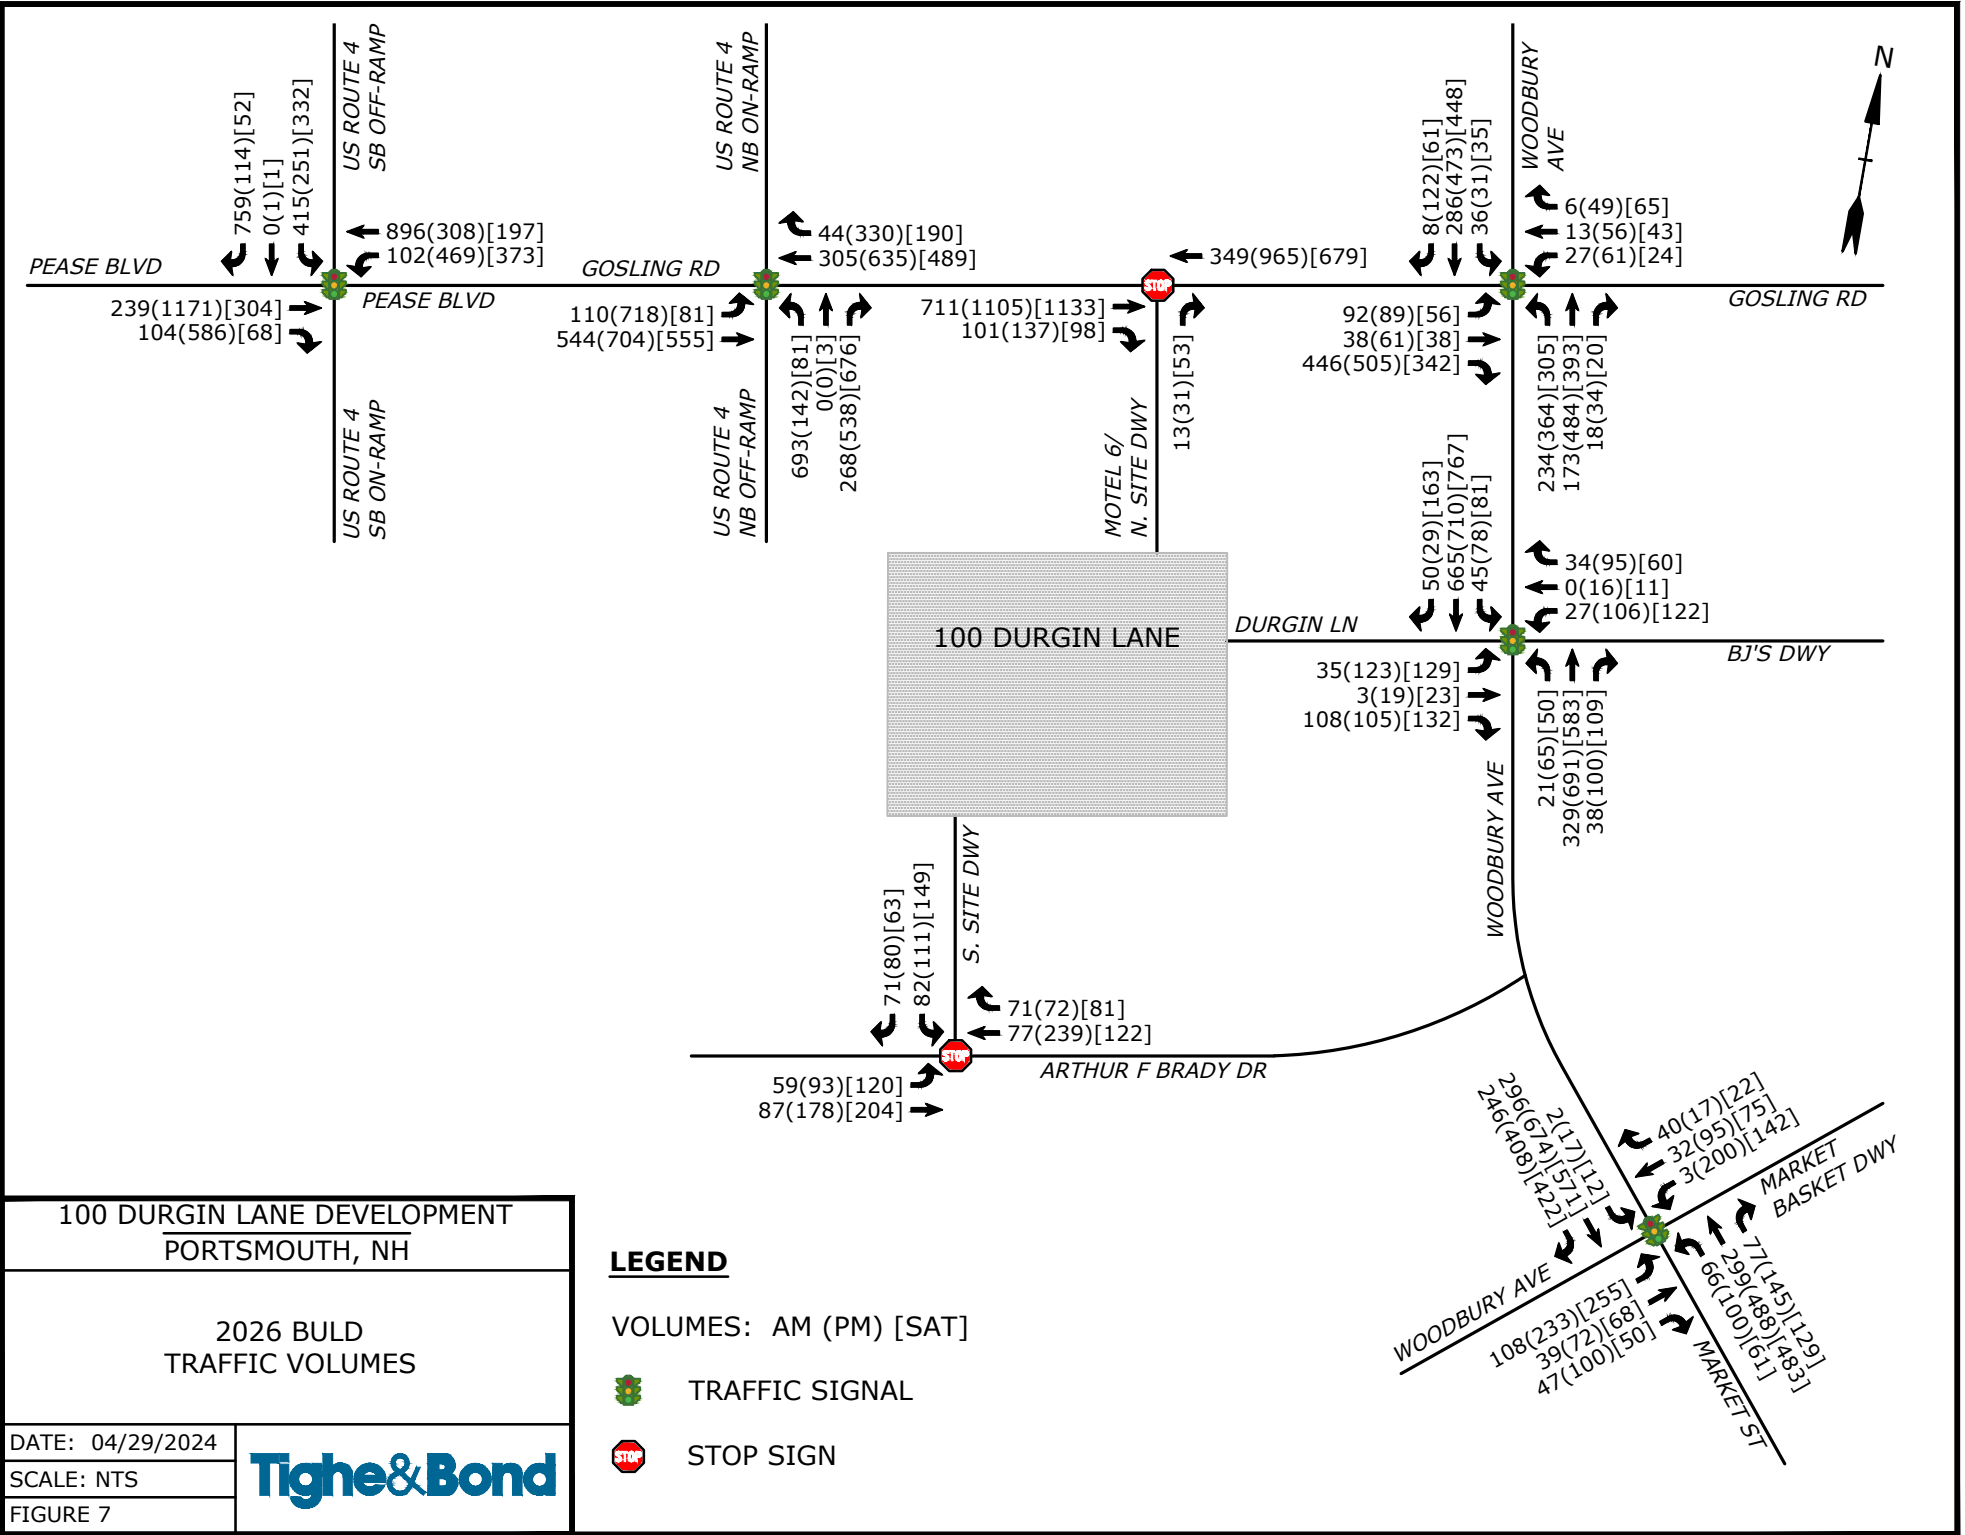 US ROUTE 4
SB OFF-RAMP
US ROUTE 4
NB ON-RAMP
WOODBURY
AVE
N
759(114)[52]
0(1)[1]
415(251)[332]
896(308)[197]
102(469)[373]
PEASE BLVD
PEASE BLVD
239(1171)[304]
104(586)[68]
US ROUTE 4
SB ON-RAMP
44(330)[190]
305(635)[489]
GOSLING RD
110(718)[81]
544(704)[555]
693(142)[81]
0(0)[3]
268(538)[676]
US ROUTE 4
NB OFF-RAMP
349(965)[679]
STOP
711(1105)[1133]
101(137)[98]
13(31)[53]
MOTEL 6/
N. SITE DWY
8(122)[61]
286(473)[448]
36(31)[35]
6(49)[65]
13(56)[43]
27(61)[24]
GOSLING RD
92(89)[56]
38(61)[38]
446(505)[342]
234(364)[305]
173(484)[393]
18(34)[20]
50(29)[163]
665(710)[767]
45(78)[81]
34(95)[60]
0(16)[11]
27(106)[122]
100 DURGIN LANE
DURGIN LN
BJ'S DWY
35(123)[129]
3(19)[23]
108(105)[132]
21(65)[50]
329(691)[583]
38(100)[109]
WOODBURY AVE
S. SITE DWY
71(80)[63]
82(111)[149]
71(72)[81]
77(239)[122]
STOP
ARTHUR F BRADY DR
59(93)[120]
87(178)[204]
2(17)[12]
296(674)[571]
246(408)[422]
40(17)[22]
32(95)[75]
3(200)[142]
MARKET
BASKET DWY
WOODBURY AVE
108(233)[255]
39(72)[68]
47(100)[50]
77(145)[129]
299(488)[483]
66(100)[61]
MARKET ST
100 DURGIN LANE DEVELOPMENT
PORTSMOUTH, NH
2026 BULD
TRAFFIC VOLUMES
DATE: 04/29/2024
SCALE: NTS
FIGURE 7
Tighe&Bond
LEGEND
VOLUMES: AM (PM) [SAT]
TRAFFIC SIGNAL
STOP
STOP SIGN